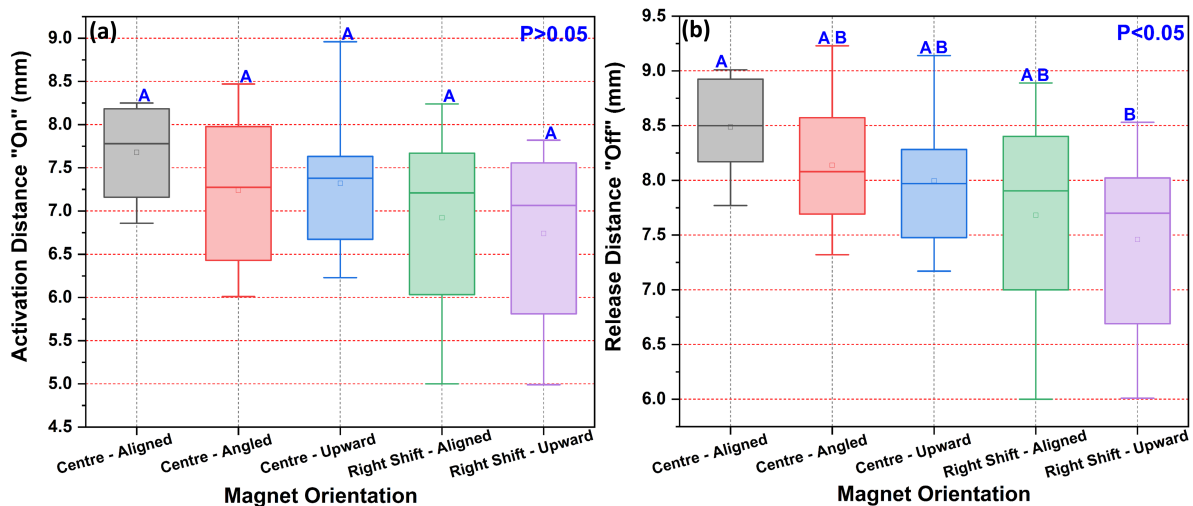 (a)
P>0.05
Activation Distance "On" (mm)
9.0
8.5
8.0
7.5
7.0
6.5
6.0
5.5
5.0
4.5
A
A
A
A
A
Centre - Aligned
Centre - Angled
Centre - Upward
Right Shift - Aligned
Right Shift - Upward
Magnet Orientation
(b)
P<0.05
Release Distance "Off" (mm)
9.5
9.0
8.5
8.0
7.5
7.0
6.5
6.0
A
A B
A B
A B
B
Centre - Aligned
Centre - Angled
Centre - Upward
Right Shift - Aligned
Right Shift - Upward
Magnet Orientation